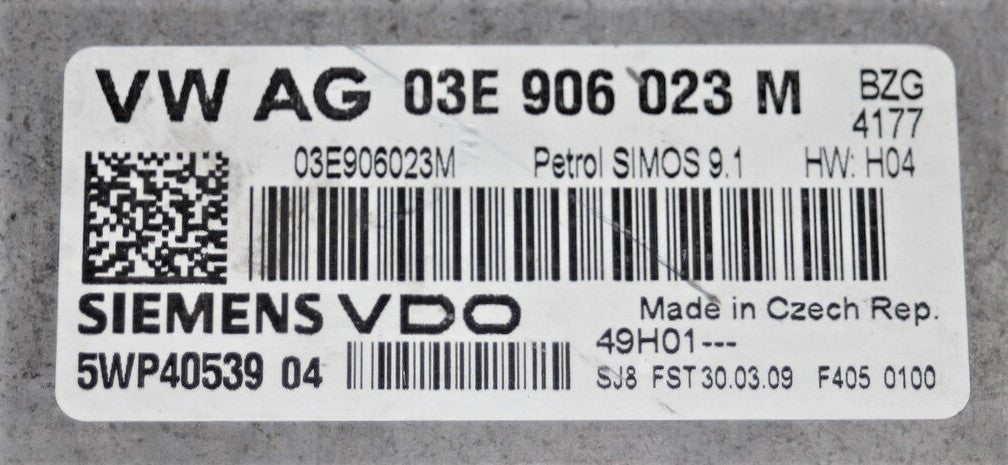 VW AG 03E 906 023 M BZG
4177
03E906023M Petrol SIMOS 9.1 HW: H04
SIEMENS VDO Made in Czech Rep.
49H01---
5WP40539 04 SJ8 FST 30.03.09 F405 0100